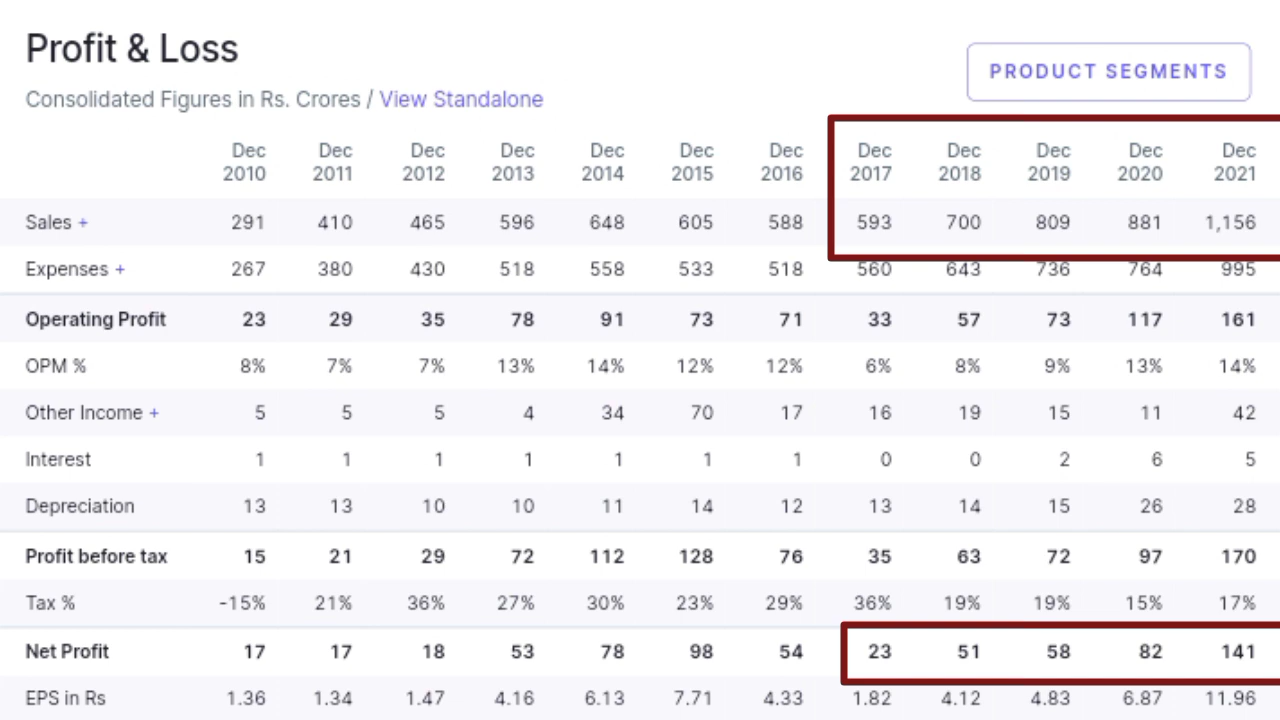 Profit & Loss
PRODUCT SEGMENTS
Consolidated Figures in Rs. Crores / View Standalone
Dec 2010 Dec 2011 Dec 2012 Dec 2013 Dec 2014 Dec 2015 Dec 2016 Dec 2017 Dec 2018 Dec 2019 Dec 2020 Dec 2021
Sales + 291 410 465 596 648 605 588 593 700 809 881 1,156
Expenses + 267 380 430 518 558 533 518 560 643 736 764 995
Operating Profit 23 29 35 78 91 73 71 33 57 73 117 161
OPM % 8% 7% 7% 13% 14% 12% 12% 6% 8% 9% 13% 14%
Other Income + 5 5 5 4 34 70 17 16 19 15 11 42
Interest 1 1 1 1 1 1 1 0 0 2 6 5
Depreciation 13 13 10 10 11 14 12 13 14 15 26 28
Profit before tax 15 21 29 72 112 128 76 35 63 72 97 170
Tax % -15% 21% 36% 27% 30% 23% 29% 36% 19% 19% 15% 17%
Net Profit 17 17 18 53 78 98 54 23 51 58 82 141
EPS in Rs 1.36 1.34 1.47 4.16 6.13 7.71 4.33 1.82 4.12 4.83 6.87 11.96